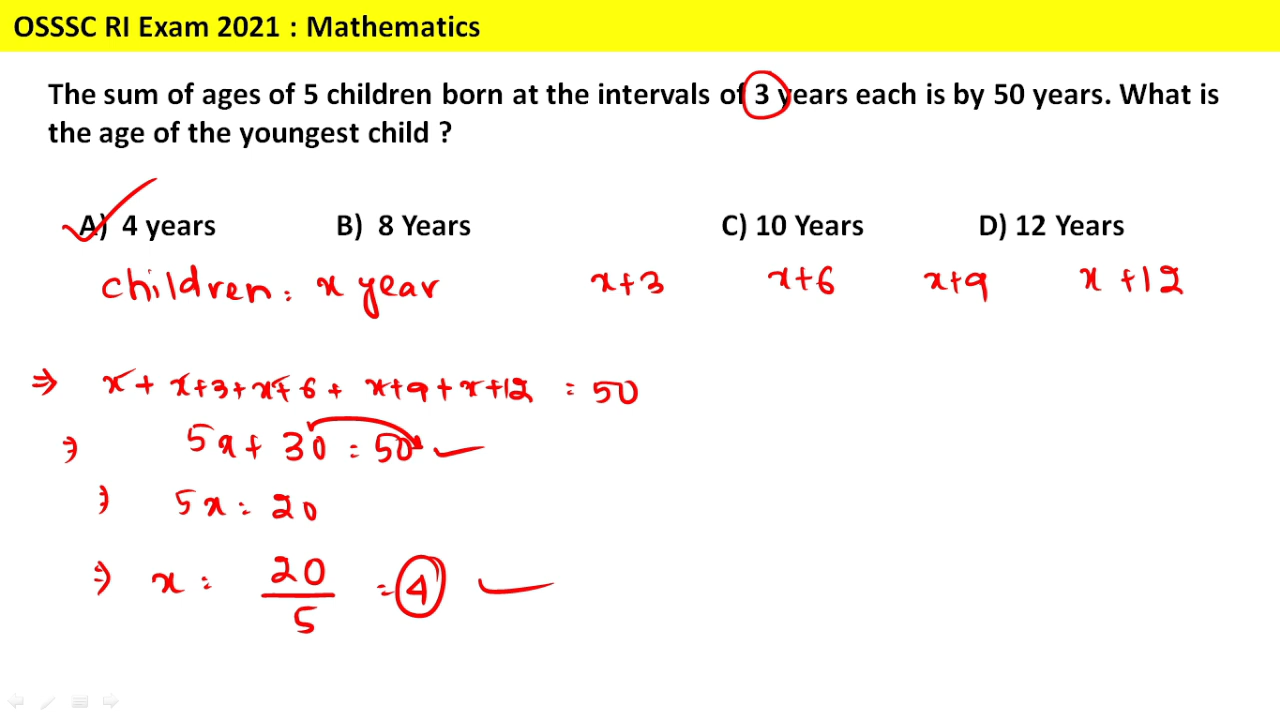 OSSSC RI Exam 2021 : Mathematics
The sum of ages of 5 children born at the intervals of 3 years each is by 50 years. What is
the age of the youngest child ?
A) 4 years B) 8 Years C) 10 Years D) 12 Years
children: x year x+3 x+6 x+9 x+12
⇒ x + x+3+x+6+ x+9+x+12 = 50
⇒ 5x+ 30 = 50
⇒ 5x = 20
⇒ x = 20/5 = 4